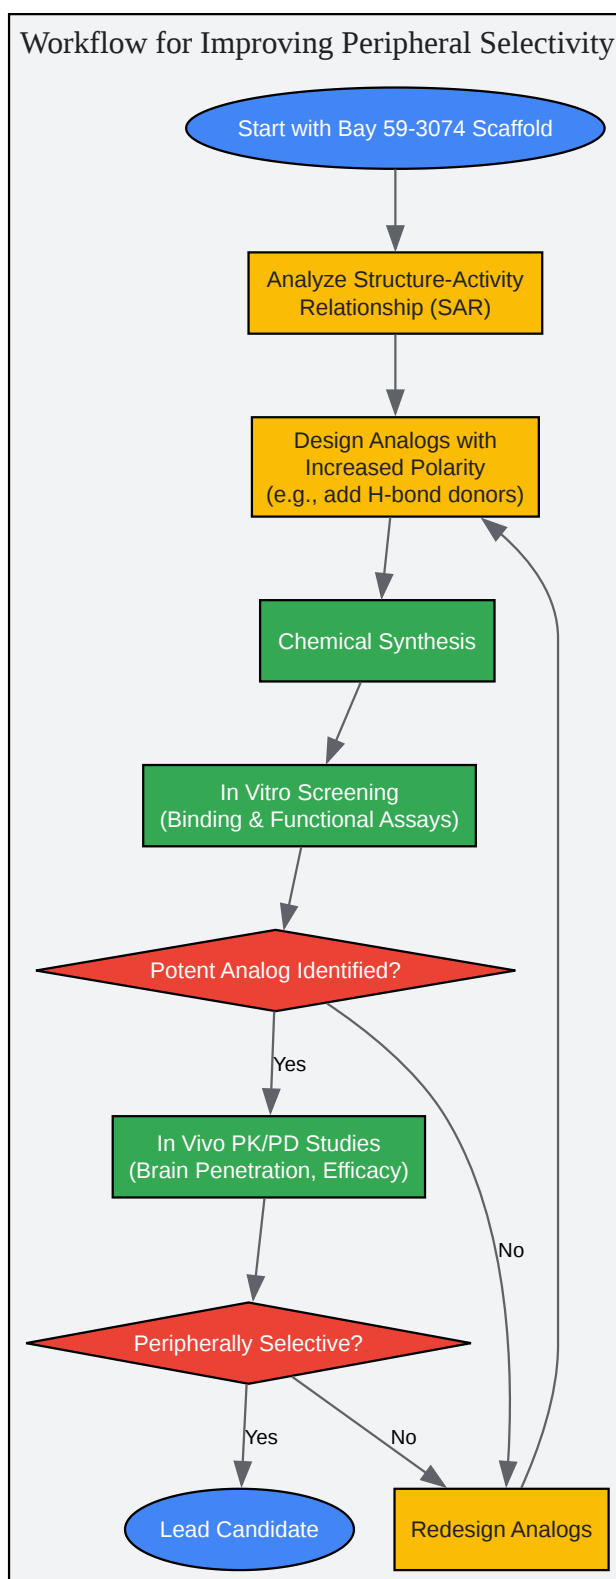 Workflow for Improving Peripheral Selectivity
Start with Bay 59-3074 Scaffold
Analyze Structure-Activity
Relationship (SAR)
Design Analogs with
Increased Polarity
(e.g., add H-bond donors)
Chemical Synthesis
In Vitro Screening
(Binding & Functional Assays)
Potent Analog Identified?
Yes
In Vivo PK/PD Studies
(Brain Penetration, Efficacy)
No
Peripherally Selective?
Yes
No
Lead Candidate
Redesign Analogs